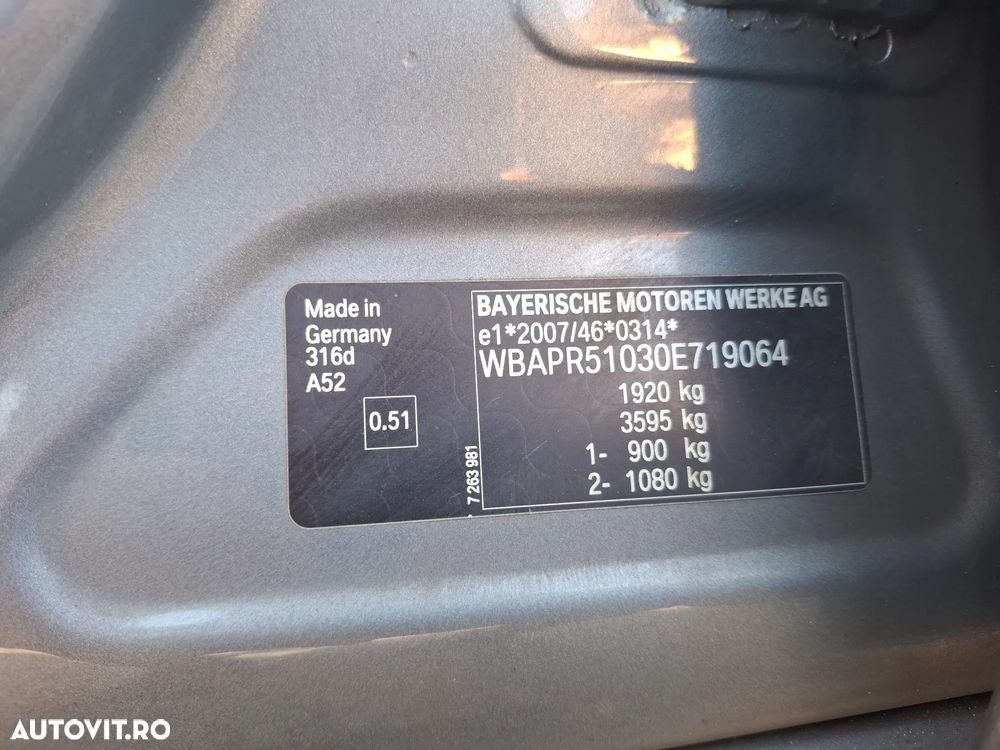 Made in
Germany
316d
A52
0.51
7 263 981
BAYERISCHE MOTOREN WERKE AG
e1*2007/46*0314*
WBAPR51030E719064
1920 kg
3595 kg
1- 900 kg
2- 1080 kg
AUTOVIT.RO